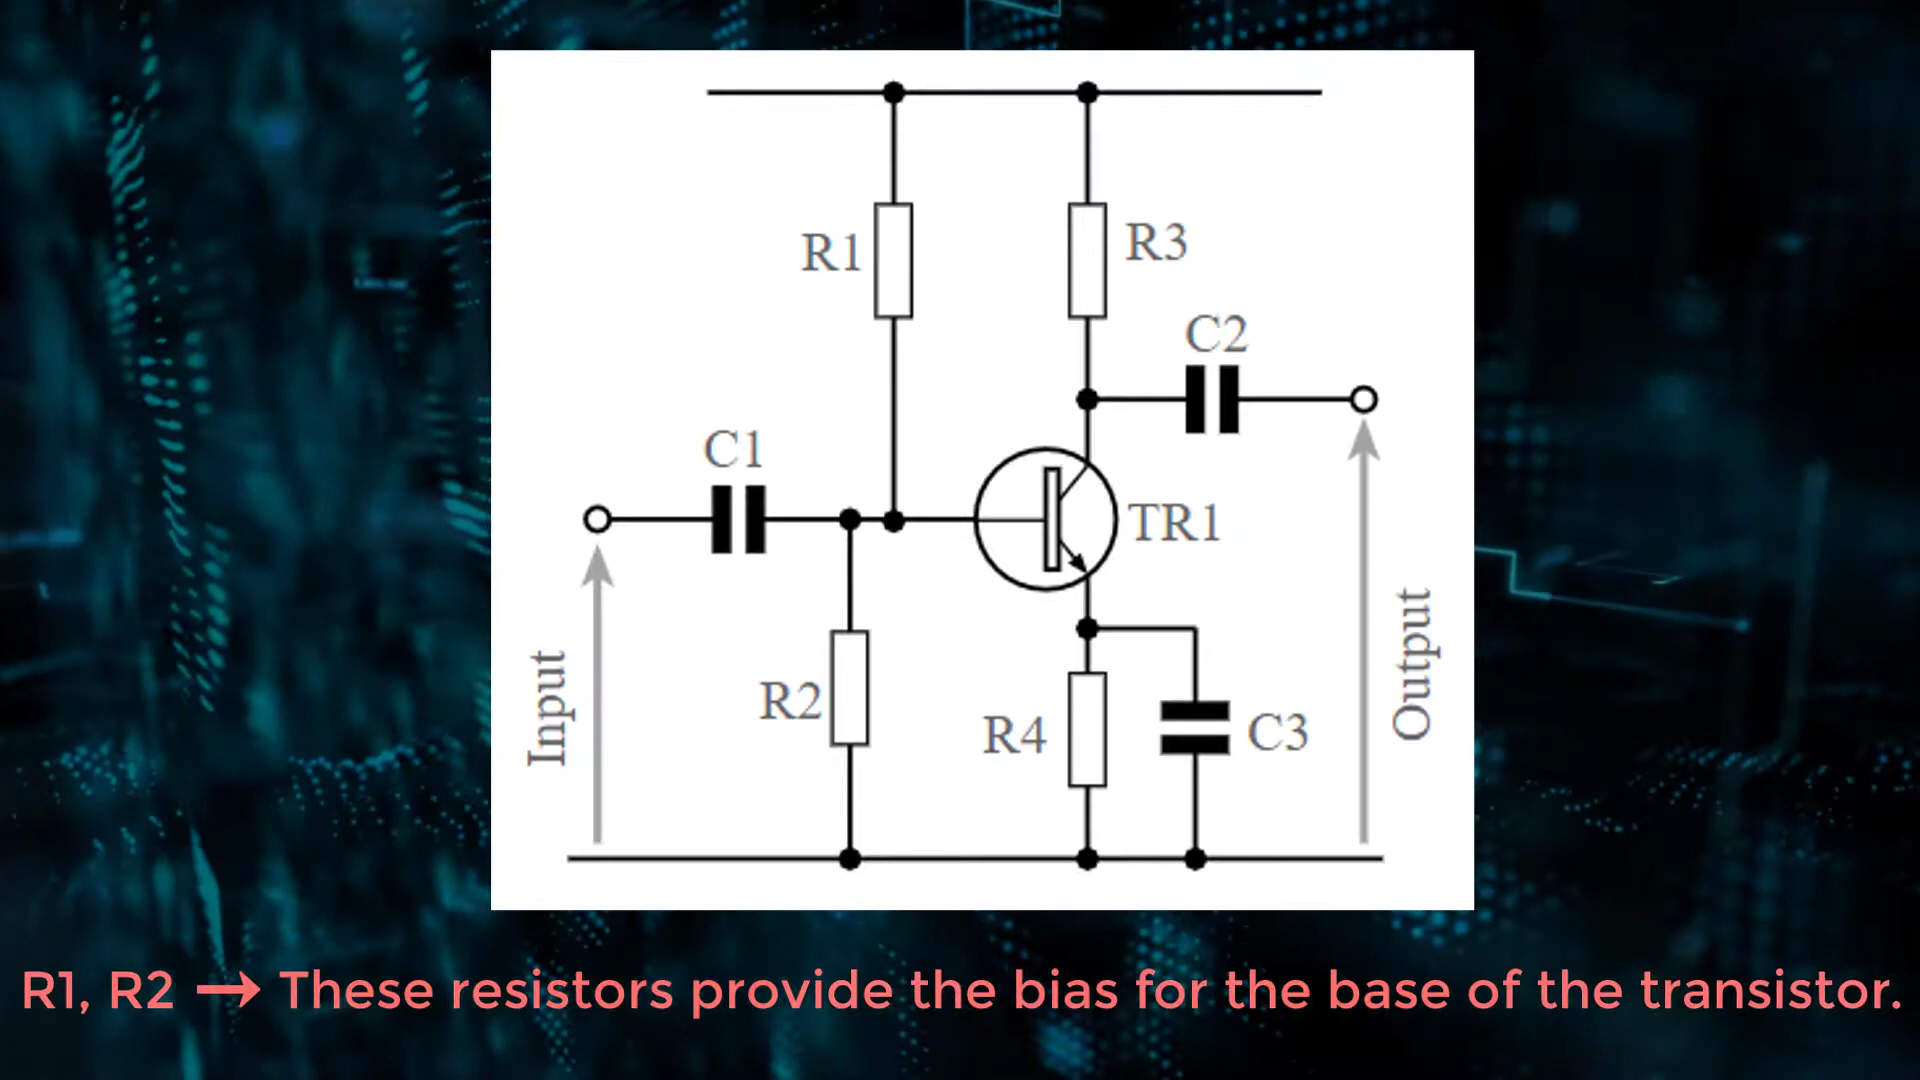 R1
R3
C2
C1
TR1
Input
Output
R2
R4
C3
R1, R2 → These resistors provide the bias for the base of the transistor.